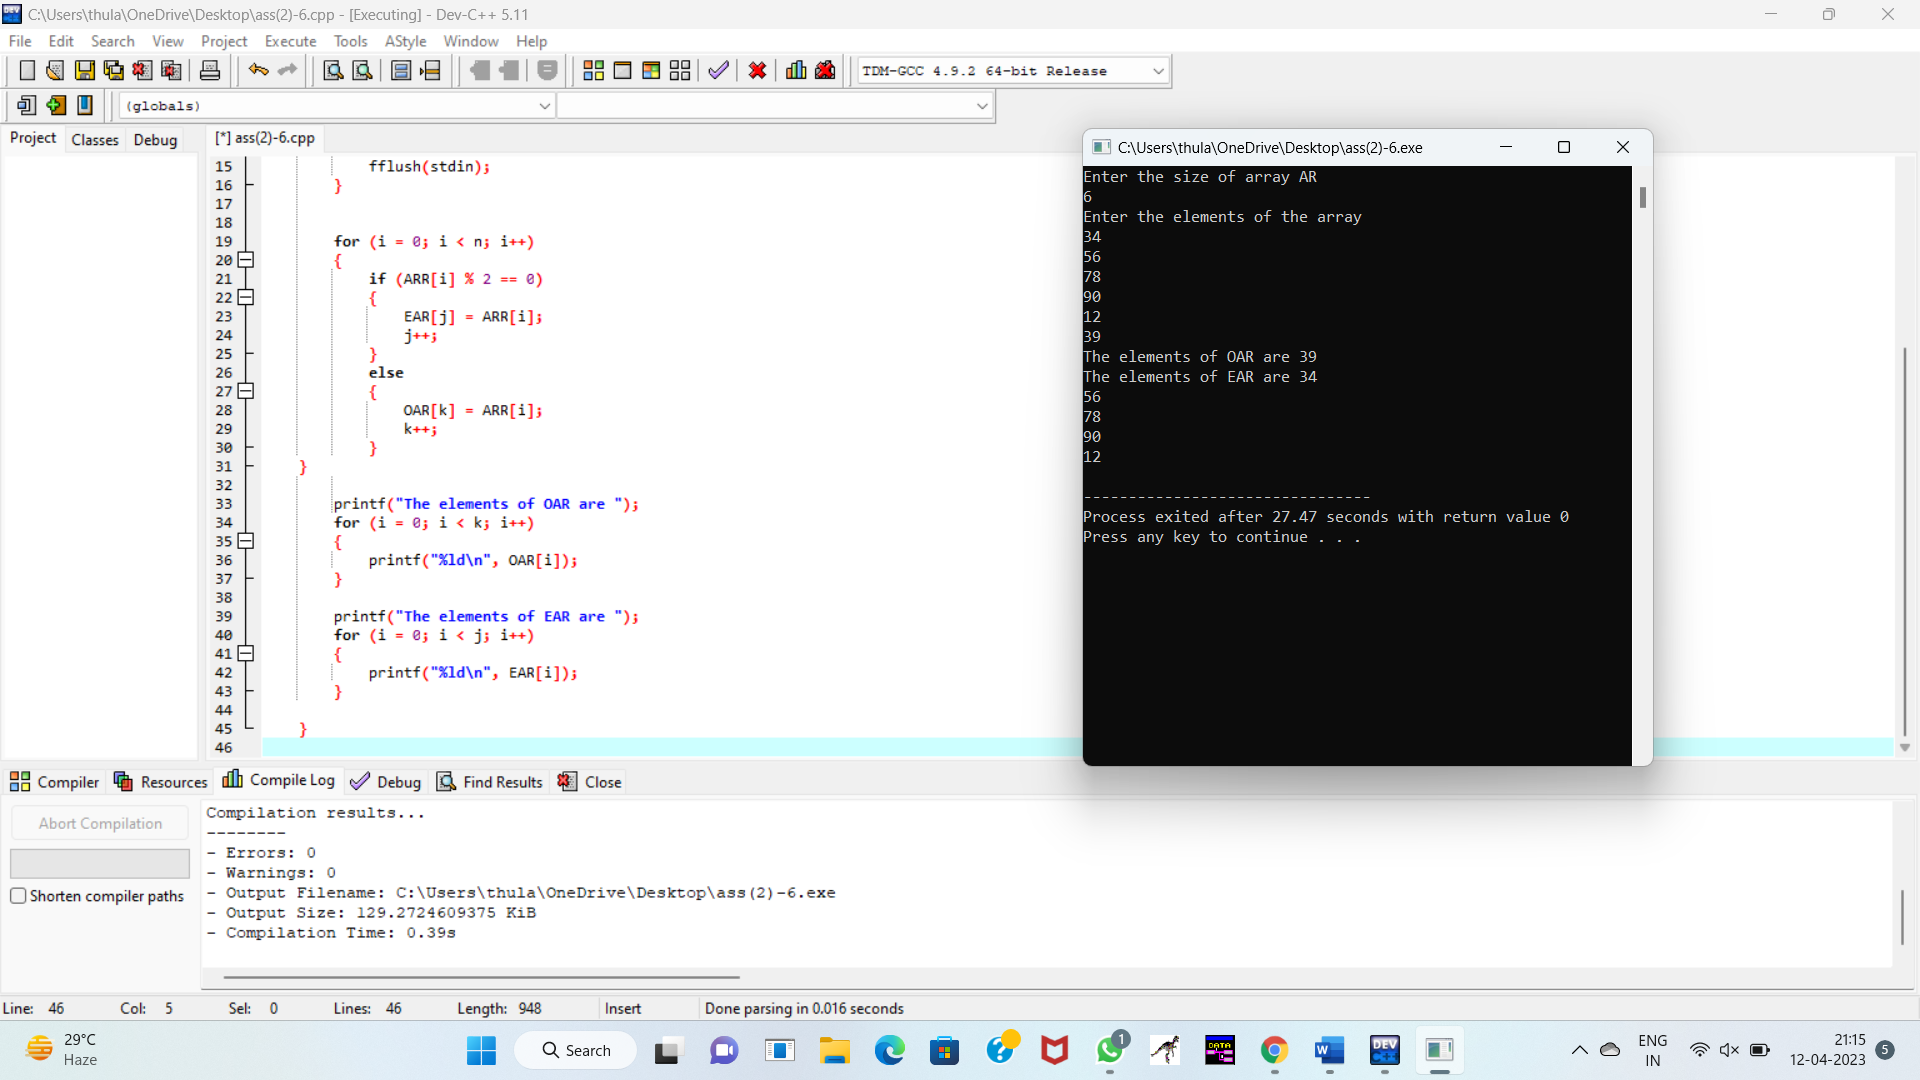 C:\Users\thula\OneDrive\Desktop\ass(2)-6.cpp - [Executing] - Dev-C++ 5.11
File Edit Search View Project Execute Tools AStyle Window Help
TDM-GCC 4.9.2 64-bit Release
(globals)
Project Classes Debug
[*] ass(2)-6.cpp
15 fflush(stdin);
16 }
17
18
19 for (i = 0; i < n; i++)
20 {
21 if (ARR[i] % 2 == 0)
22 {
23 EAR[j] = ARR[i];
24 j++;
25 }
26 else
27 {
28 OAR[k] = ARR[i];
29 k++;
30 }
31 }
32
33 printf("The elements of OAR are ");
34 for (i = 0; i < k; i++)
35 {
36 printf("%ld\n", OAR[i]);
37 }
38
39 printf("The elements of EAR are ");
40 for (i = 0; i < j; i++)
41 {
42 printf("%ld\n", EAR[i]);
43 }
44
45 }
46
C:\Users\thula\OneDrive\Desktop\ass(2)-6.exe
Enter the size of array AR
6
Enter the elements of the array
34
56
78
90
12
39
The elements of OAR are 39
The elements of EAR are 34
56
78
90
12
--------------------------------
Process exited after 27.47 seconds with return value 0
Press any key to continue . . .
Compiler Resources Compile Log Debug Find Results Close
Abort Compilation
Shorten compiler paths
Compilation results...
--------
- Errors: 0
- Warnings: 0
- Output Filename: C:\Users\thula\OneDrive\Desktop\ass(2)-6.exe
- Output Size: 129.2724609375 KiB
- Compilation Time: 0.39s
Line: 46 Col: 5 Sel: 0 Lines: 46 Length: 948 Insert Done parsing in 0.016 seconds
29°C
Haze
Search
1
DATA
W
DEV
C++
ENG
IN
21:15
12-04-2023
5